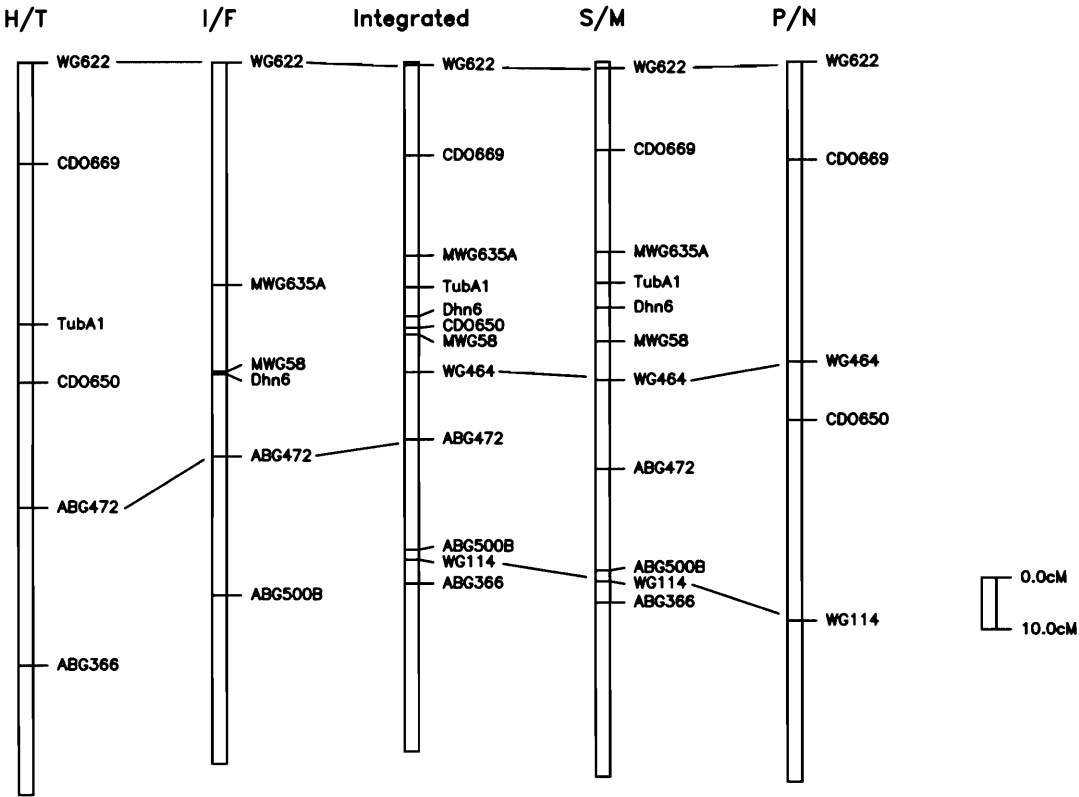 H/T
I/F
Integrated
S/M
P/N
WG622
CDO669
TubA1
CDO650
ABG472
ABG366
WG622
MWG635A
MWG58
Dhn6
ABG472
ABG500B
WG622
CDO669
MWG635A
TubA1
Dhn6
CDO650
MWG58
WG464
ABG472
ABG500B
WG114
ABG366
WG622
CDO669
MWG635A
TubA1
Dhn6
MWG58
WG464
ABG472
ABG500B
WG114
ABG366
WG622
CDO669
WG464
CDO650
WG114
0.0cM
10.0cM